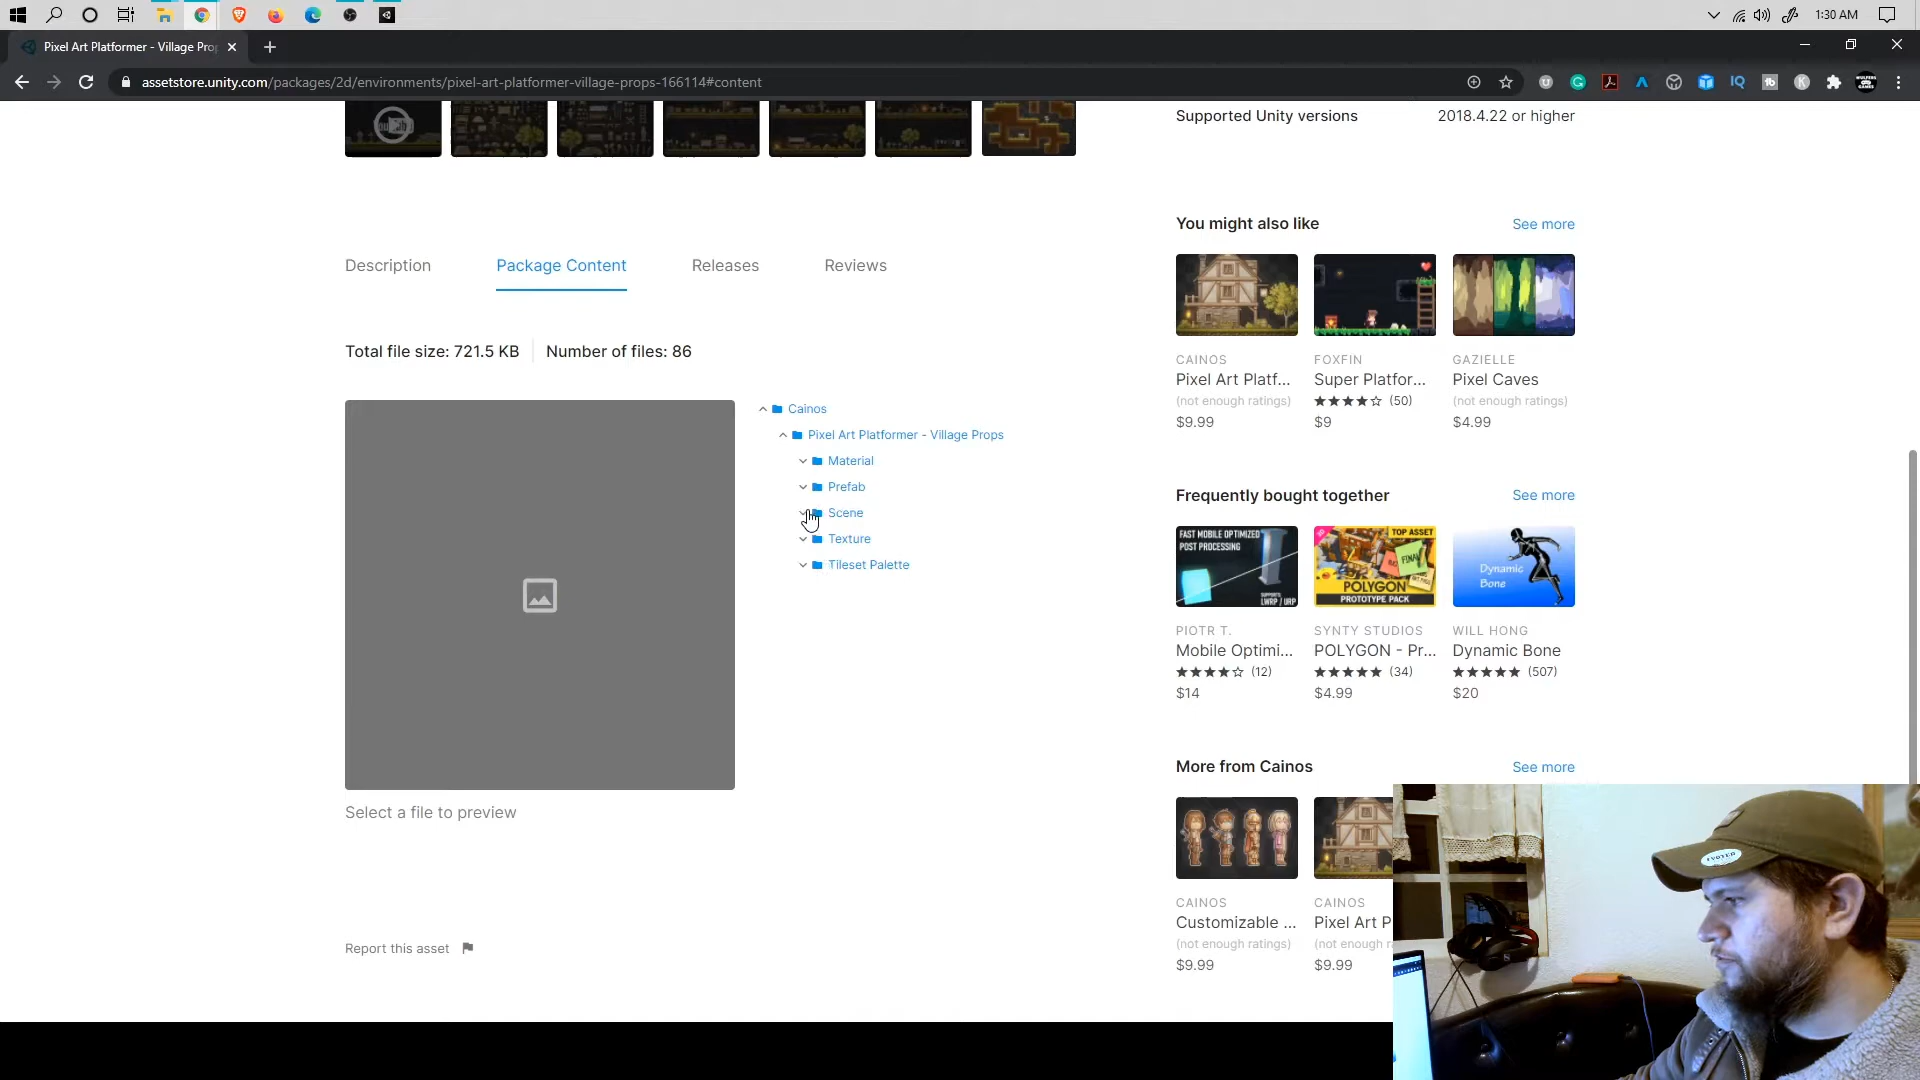 1:30 AM
Pixel Art Platformer - Village Pro
assetstore.unity.com/packages/2d/environments/pixel-art-platformer-village-props-166114#content
Supported Unity versions 2018.4.22 or higher
Description Package Content Releases Reviews
Total file size: 721.5 KB Number of files: 86
Cainos
Pixel Art Platformer - Village Props
Material
Prefab
Scene
Texture
Tileset Palette
Select a file to preview
Report this asset
You might also like See more
CAINOS FOXFIN GAZIELLE
Pixel Art Platf... Super Platfor... Pixel Caves
(not enough ratings) (50) (not enough ratings)
$9.99 $9 $4.99
Frequently bought together See more
FAST MOBILE OPTIMIZED
POST PROCESSING
SUPPORTS
LWRP / URP
TOP ASSET
FINAL
POLYGON
PROTOTYPE PACK
Dynamic
Bone
PIOTR T. SYNTY STUDIOS WILL HONG
Mobile Optimi... POLYGON - Pr... Dynamic Bone
(12) (34) (507)
$14 $4.99 $20
More from Cainos See more
CAINOS CAINOS
Customizable ... Pixel Art P
(not enough ratings) (not enough r
$9.99 $9.99